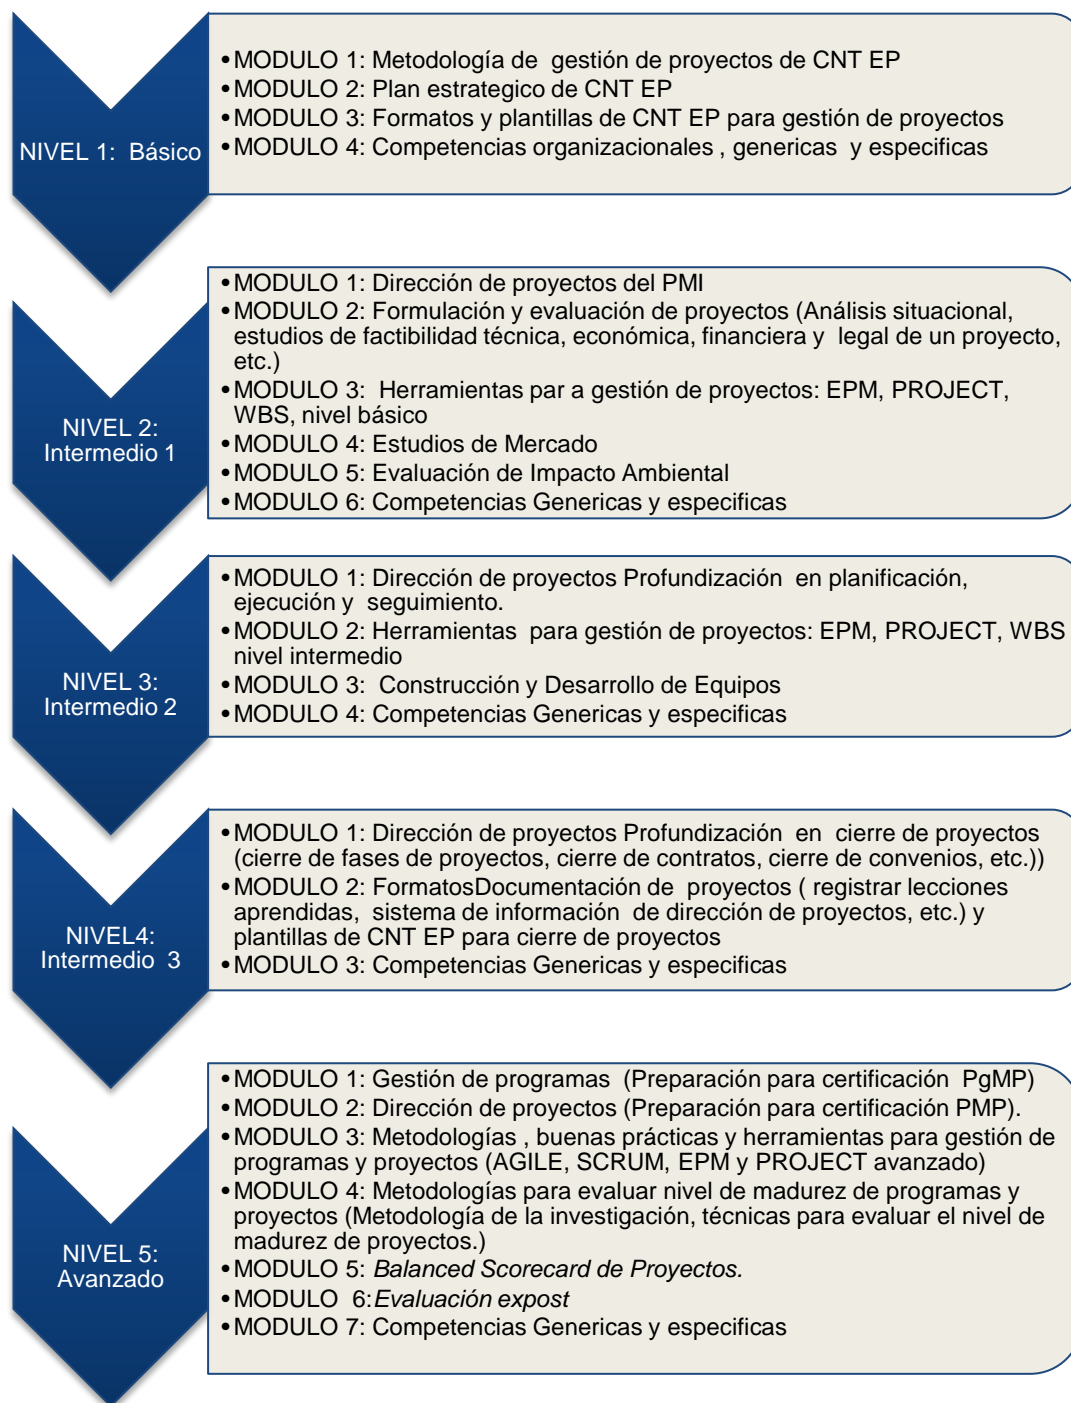 NIVEL 1: Básico
•MODULO 1: Metodología de gestión de proyectos de CNT EP
•MODULO 2: Plan estrategico de CNT EP
•MODULO 3: Formatos y plantillas de CNT EP para gestión de proyectos
•MODULO 4: Competencias organizacionales , genericas y especificas
NIVEL 2:
Intermedio 1
•MODULO 1: Dirección de proyectos del PMI
•MODULO 2: Formulación y evaluación de proyectos (Análisis situacional,
estudios de factibilidad técnica, económica, financiera y legal de un proyecto,
etc.)
•MODULO 3: Herramientas par a gestión de proyectos: EPM, PROJECT,
WBS, nivel básico
•MODULO 4: Estudios de Mercado
•MODULO 5: Evaluación de Impacto Ambiental
•MODULO 6: Competencias Genericas y especificas
NIVEL 3:
Intermedio 2
•MODULO 1: Dirección de proyectos Profundización en planificación,
ejecución y seguimiento.
•MODULO 2: Herramientas para gestión de proyectos: EPM, PROJECT, WBS
nivel intermedio
•MODULO 3: Construcción y Desarrollo de Equipos
•MODULO 4: Competencias Genericas y especificas
NIVEL4:
Intermedio 3
•MODULO 1: Dirección de proyectos Profundización en cierre de proyectos
(cierre de fases de proyectos, cierre de contratos, cierre de convenios, etc.))
•MODULO 2: FormatosDocumentación de proyectos ( registrar lecciones
aprendidas, sistema de información de dirección de proyectos, etc.) y
plantillas de CNT EP para cierre de proyectos
•MODULO 3: Competencias Genericas y especificas
NIVEL 5:
Avanzado
•MODULO 1: Gestión de programas (Preparación para certificación PgMP)
•MODULO 2: Dirección de proyectos (Preparación para certificación PMP).
•MODULO 3: Metodologías , buenas prácticas y herramientas para gestión de
programas y proyectos (AGILE, SCRUM, EPM y PROJECT avanzado)
•MODULO 4: Metodologías para evaluar nivel de madurez de programas y
proyectos (Metodología de la investigación, técnicas para evaluar el nivel de
madurez de proyectos.)
•MODULO 5: Balanced Scorecard de Proyectos.
•MODULO 6:Evaluación expost
•MODULO 7: Competencias Genericas y especificas